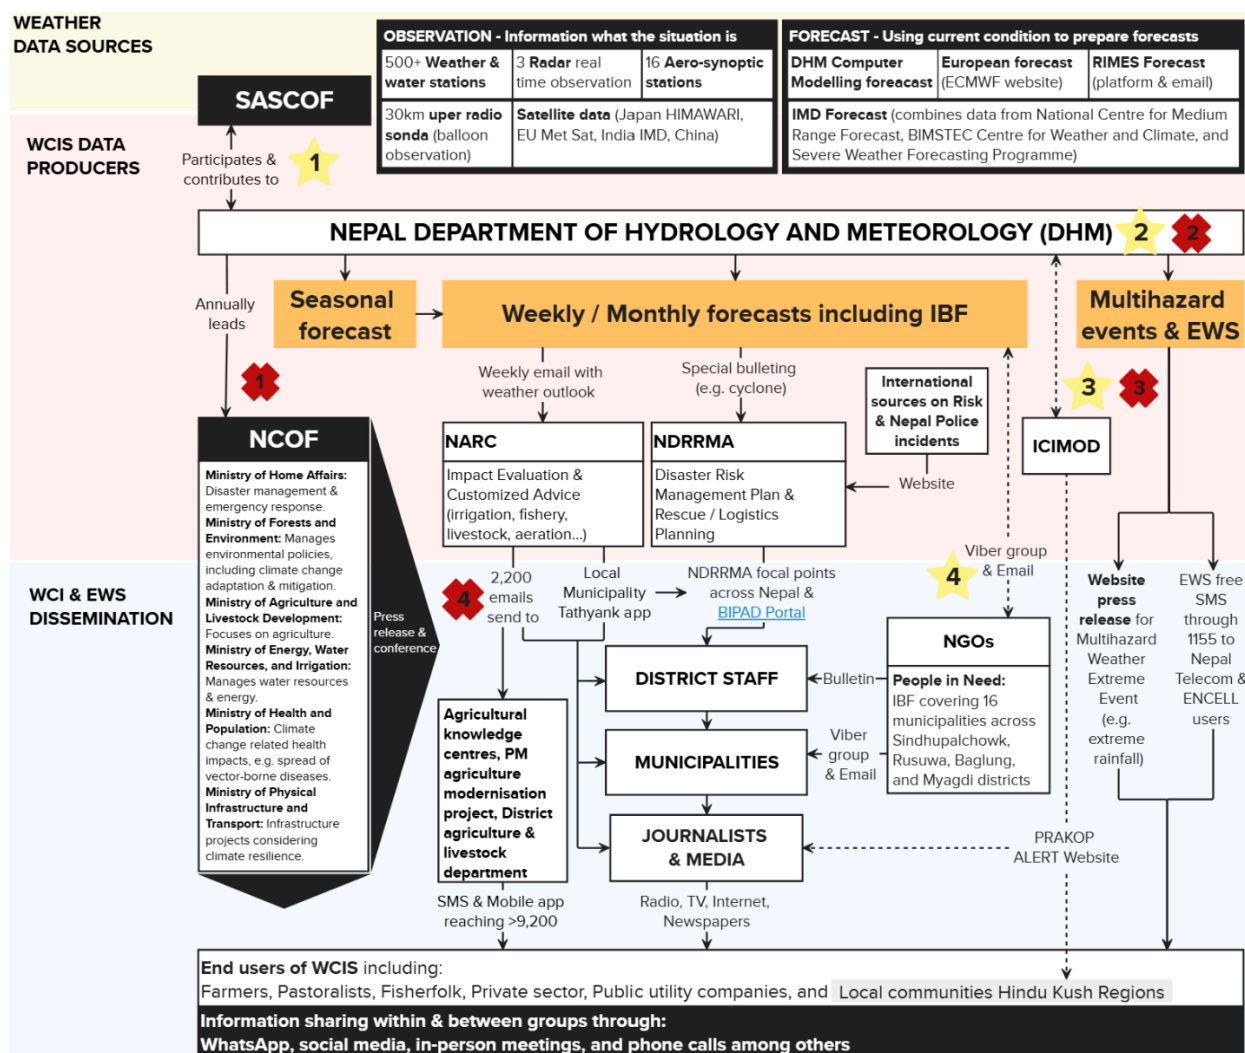 WEATHER
DATA SOURCES
OBSERVATION - Information what the situation is
500+ Weather &
water stations
3 Radar real
time observation
16 Aero-synoptic
stations
30km uper radio
sonda (balloon
observation)
Satellite data (Japan HIMAWARI,
EU Met Sat, India IMD, China)
FORECAST - Using current condition to prepare forecasts
DHM Computer
Modelling foreacast
European forecast
(ECMWF website)
RIMES Forecast
(platform & email)
IMD Forecast (combines data from National Centre for Medium
Range Forecast, BIMSTEC Centre for Weather and Climate, and
Severe Weather Forecasting Programme)
SASCOF
WCIS DATA
PRODUCERS
Participates &
contributes to
1
NEPAL DEPARTMENT OF HYDROLOGY AND METEOROLOGY (DHM)
2
2
Annually
leads
Seasonal
forecast
Weekly / Monthly forecasts including IBF
Multihazard
events & EWS
1
Weekly email with
weather outlook
Special bulleting
(e.g. cyclone)
International
sources on Risk
& Nepal Police
incidents
3
3
NCOF
Ministry of Home Affairs:
Disaster management &
emergency response.
Ministry of Forests and
Environment: Manages
environmental policies,
including climate change
adaptation & mitigation.
Ministry of Agriculture and
Livestock Development:
Focuses on agriculture.
Ministry of Energy, Water
Resources, and Irrigation:
Manages water resources
& energy.
Ministry of Health and
Population: Climate
change related health
impacts, e.g. spread of
vector-borne diseases.
Ministry of Physical
Infrastructure and
Transport: Infrastructure
projects considering
climate resilience.
Press
release &
conference
NARC
Impact Evaluation &
Customized Advice
(irrigation, fishery,
livestock, aeration...)
NDRRMA
Disaster Risk
Management Plan &
Rescue / Logistics
Planning
Website
ICIMOD
Viber group
& Email
4
WCI & EWS
DISSEMINATION
4
2,200
emails
send to
Local
Municipality
Tathyank app
NDRRMA focal points
across Nepal &
BIPAD Portal
Website
press
release for
Multihazard
Weather
Extreme
Event
(e.g.
extreme
rainfall)
EWS free
SMS
through
1155 to
Nepal
Telecom &
ENCELL
users
NGOs
People in Need:
IBF covering 16
municipalities across
Sindhupalchowk,
Rusuwa, Baglung,
and Myagdi districts
DISTRICT STAFF
Bulletin
MUNICIPALITIES
Viber
group
& Email
Agricultural
knowledge
centres, PM
agriculture
modernisation
project, District
agriculture &
livestock
department
JOURNALISTS
& MEDIA
PRAKOP
ALERT Website
SMS & Mobile app
reaching >9,200
Radio, TV, Internet,
Newspapers
End users of WCIS including:
Farmers, Pastoralists, Fisherfolk, Private sector, Public utility companies, and Local communities Hindu Kush Regions
Information sharing within & between groups through:
WhatsApp, social media, in-person meetings, and phone calls among others